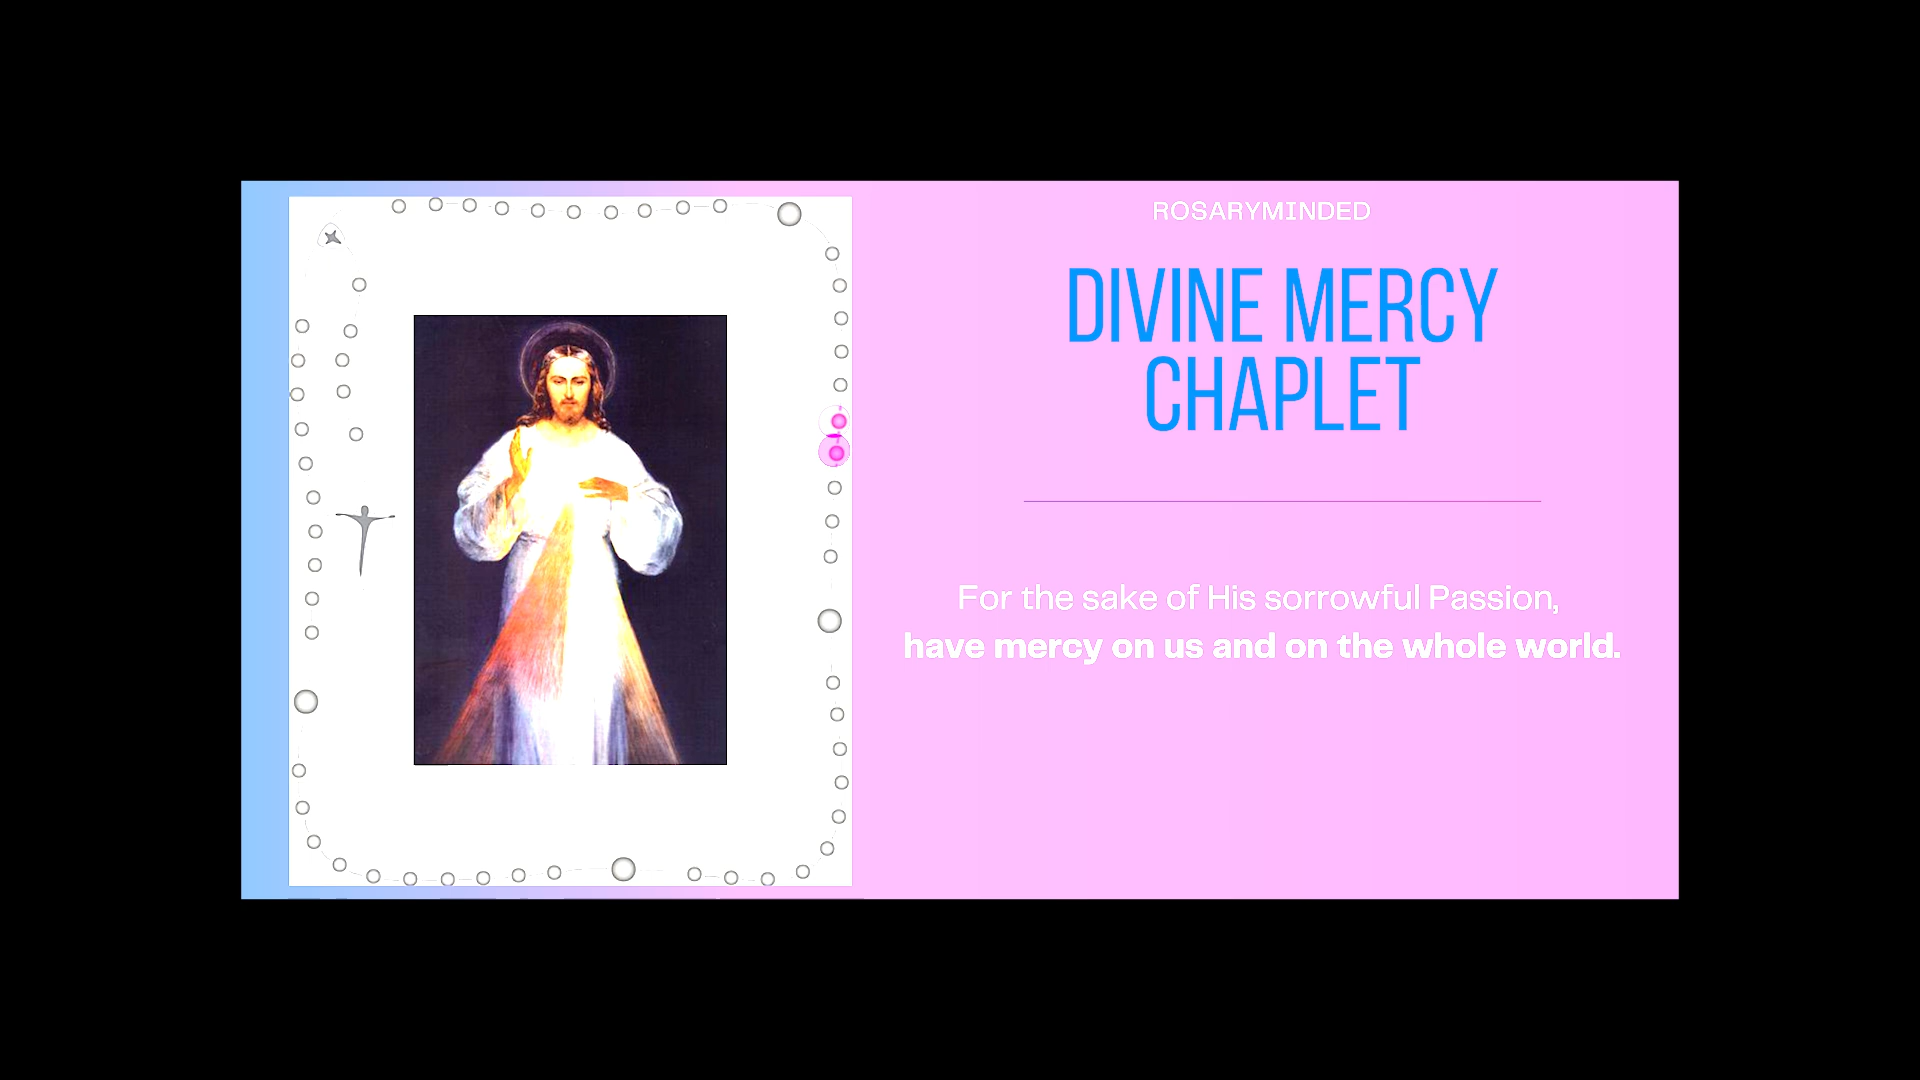 ROSARYMINDED
DIVINE MERCY
CHAPLET
For the sake of His sorrowful Passion,
have mercy on us and on the whole world.